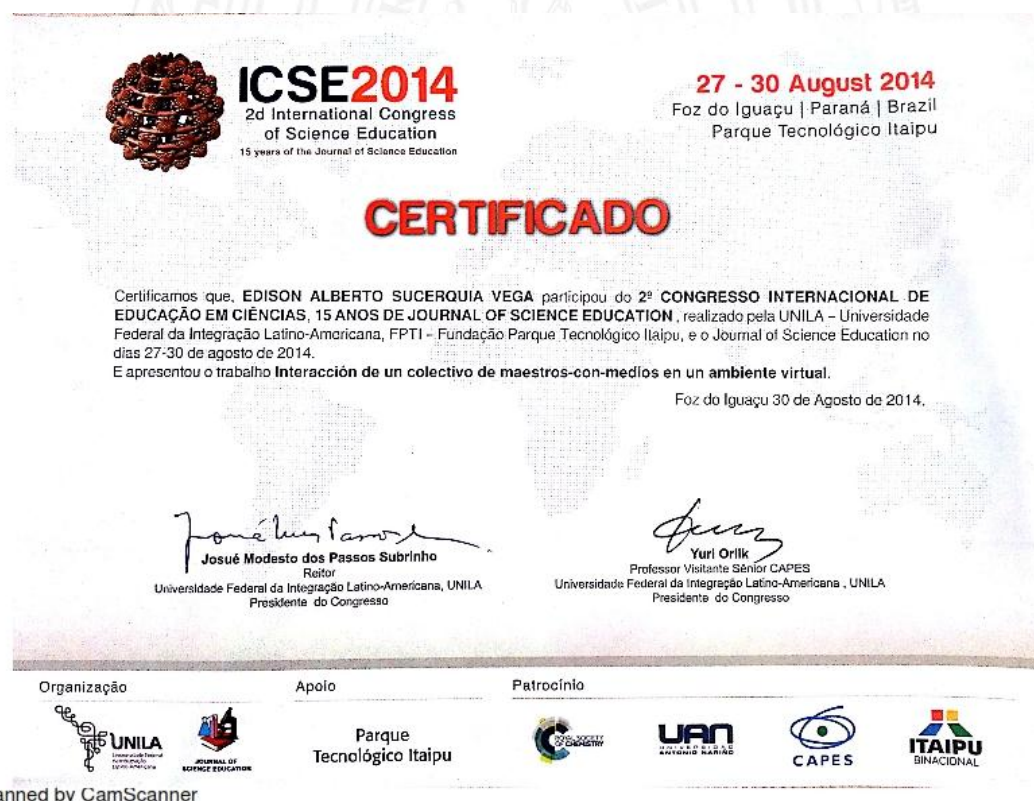 ICSE2014
2d International Congress
of Science Education
15 years of the Journal of Science Education
27 - 30 August 2014
Foz do Iguaçu | Paraná | Brazil
Parque Tecnológico Itaipu
CERTIFICADO
Certificamos que, EDISON ALBERTO SUCERQUIA VEGA participou do 2º CONGRESSO INTERNACIONAL DE
EDUCAÇÃO EM CIÊNCIAS, 15 ANOS DE JOURNAL OF SCIENCE EDUCATION , realizado pela UNILA – Universidade
Federal da Integração Latino-Americana, FPTI – Fundação Parque Tecnológico Itaipu, e o Journal of Science Education no
dias 27-30 de agosto de 2014.
E apresentou o trabalho Interacción de un colectivo de maestros-con-medios en un ambiente virtual.
Foz do Iguaçu 30 de Agosto de 2014.
Josué Modesto dos Passos Subrinho
Reitor
Universidade Federal da Integração Latino-Americana, UNILA
Presidente do Congresso
Yuri Orlik
Professor Visitante Sênior CAPES
Universidade Federal da Integração Latino-Americana , UNILA
Presidente do Congresso
Organização
Apoio
Patrocínio
UNILA
JOURNAL OF
SCIENCE EDUCATION
Parque
Tecnológico Itaipu
ROYAL SOCIETY
OF CHEMISTRY
UAN
UNIVERSIDAD
ANTONIO NARIÑO
CAPES
ITAIPU
BINACIONAL
anned by CamScanner